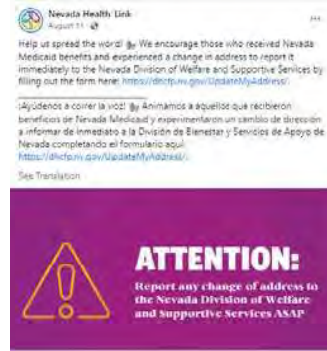 Nevada Health Link
August 11
Help us spread the word! We encourage those who received Nevada
Medicaid benefits and experienced a change in address to report it
immediately to the Nevada Division of Welfare and Supportive Services by
filling out the form here: https://dhcfp.nv.gov/UpdateMyAddress/.
¡Ayúdenos a correr la voz! Animamos a aquellos que recibieron
beneficios de Nevada Medicaid y experimentaron un cambio de dirección
a informar de inmediato a la División de Bienestar y Servicios de Apoyo de
Nevada completando el formulario aquí:
https://dhcfp.nv.gov/UpdateMyAddress/.
See Translation
ATTENTION:
Report any change of address to
the Nevada Division of Welfare
and Supportive Services ASAP